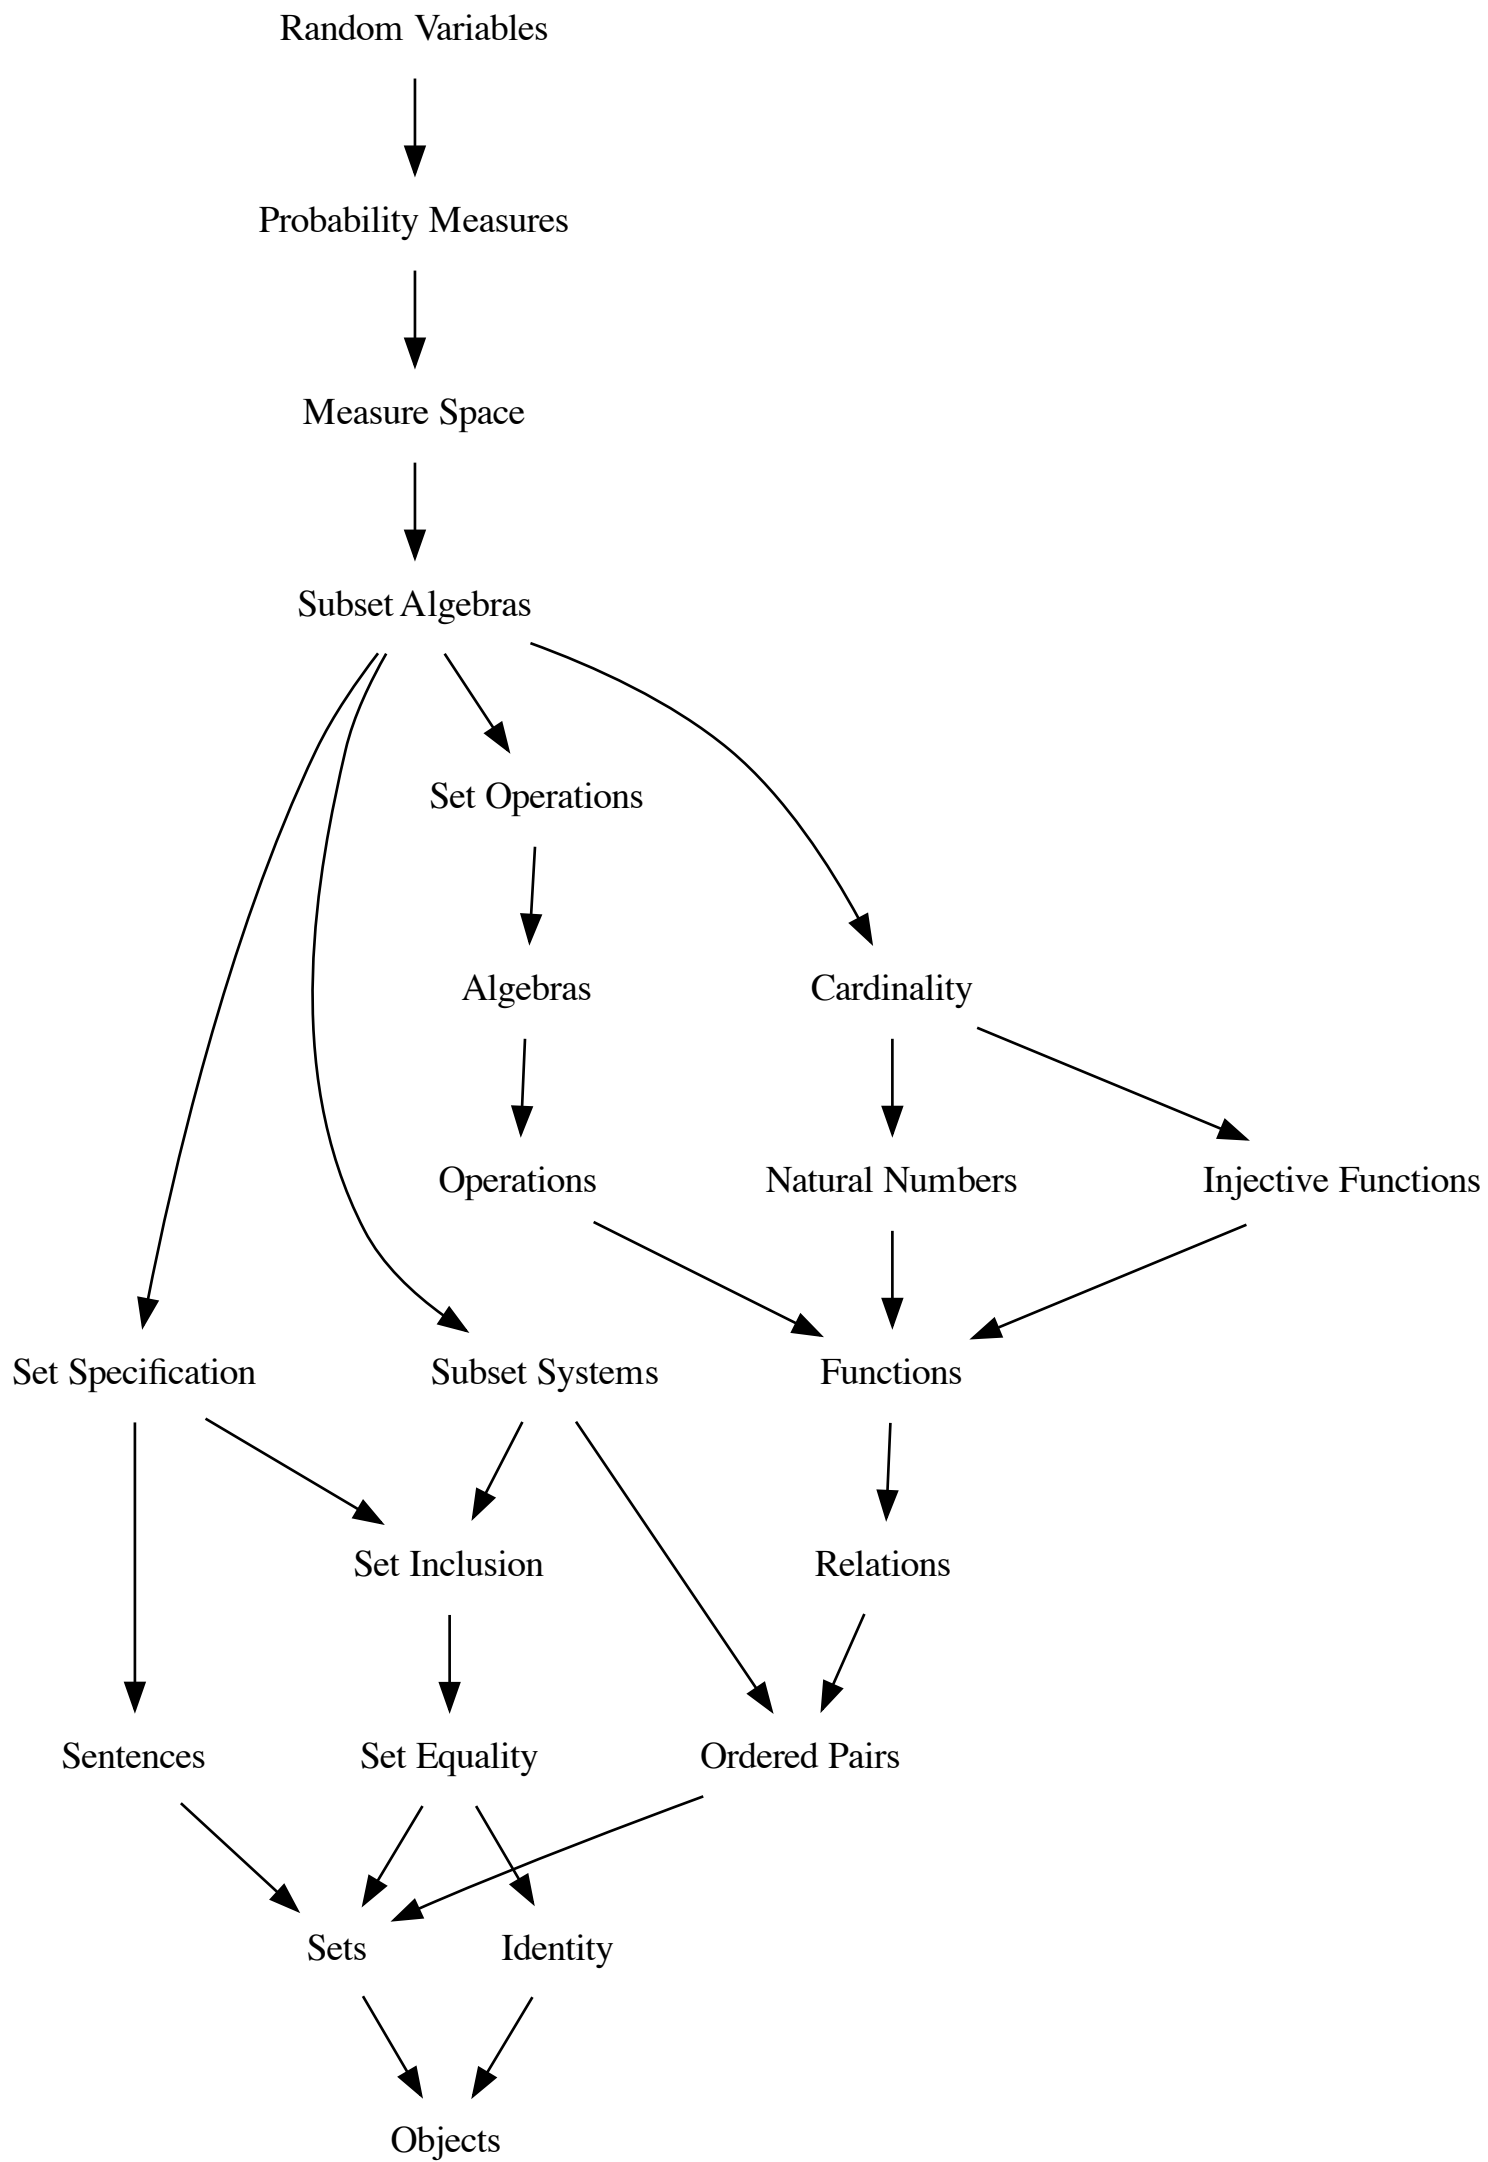 Random Variables
Probability Measures
Measure Space
Subset Algebras
Set Operations
Algebras
Cardinality
Operations
Natural Numbers
Injective Functions
Set Specification
Subset Systems
Functions
Set Inclusion
Relations
Sentences
Set Equality
Ordered Pairs
Sets
Identity
Objects